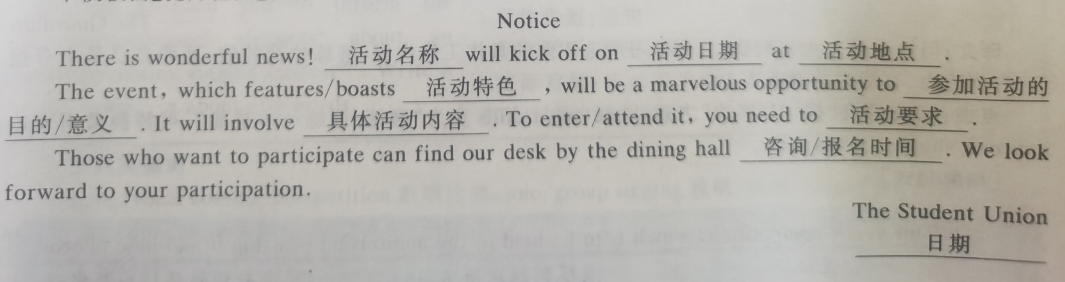 Notice
There is wonderful news! 活动名称 will kick off on 活动日期 at 活动地点 .
The event, which features/boasts 活动特色 , will be a marvelous opportunity to 参加活动的
目的/意义 . It will involve 具体活动内容 . To enter/attend it, you need to 活动要求 .
Those who want to participate can find our desk by the dining hall 咨询/报名时间 . We look
forward to your participation.
The Student Union
日期